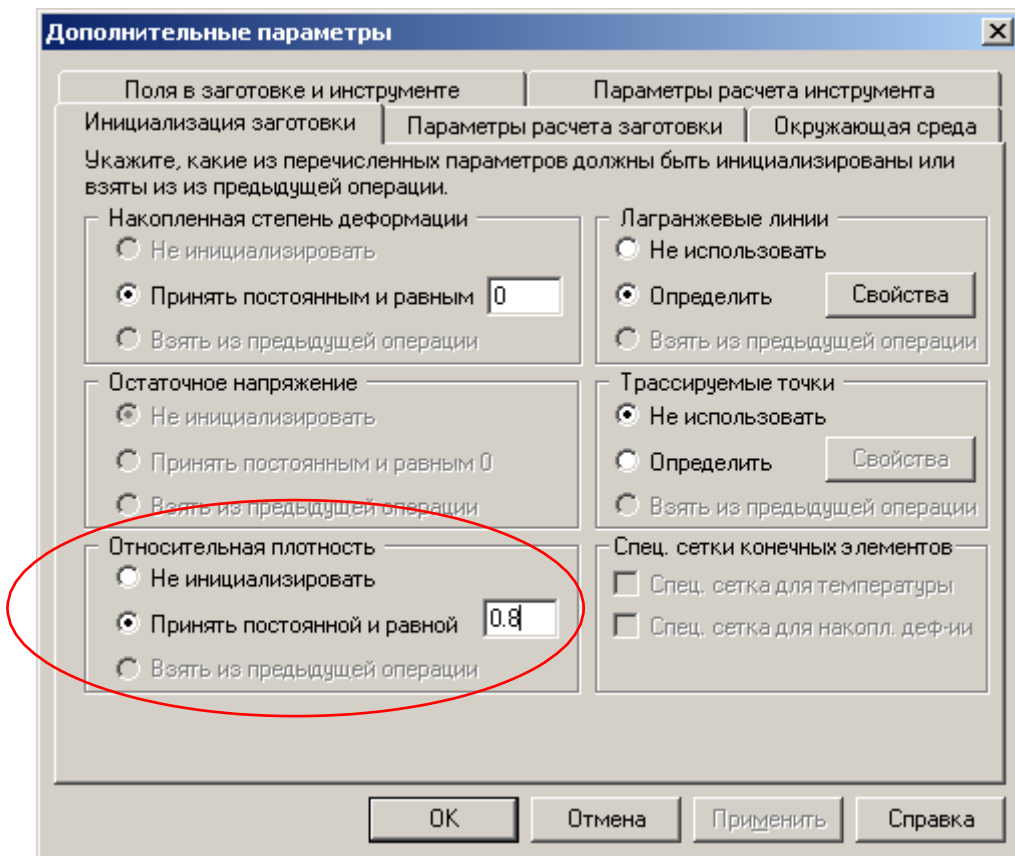 Дополнительные параметры
Поля в заготовке и инструменте
Параметры расчета инструмента
Инициализация заготовки
Параметры расчета заготовки
Окружающая среда
Укажите, какие из перечисленных параметров должны быть инициализированы или
взяты из из предыдущей операции.
Накопленная степень деформации
Не инициализировать
Принять постоянным и равным 0
Взять из предыдущей операции
Лагранжевые линии
Не использовать
Определить Свойства
Взять из предыдущей операции
Остаточное напряжение
Не инициализировать
Принять постоянным и равным 0
Взять из предыдущей операции
Трассируемые точки
Не использовать
Определить Свойства
Взять из предыдущей операции
Относительная плотность
Не инициализировать
Принять постоянной и равной 0.8
Взять из предыдущей операции
Спец. сетки конечных элементов
Спец. сетка для температуры
Спец. сетка для накопл. деф-ии
OK Отмена Применить Справка